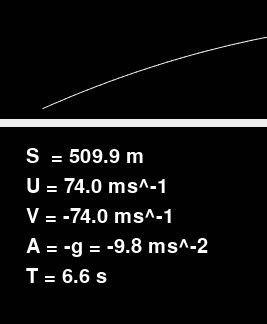 S = 509.9 m
U = 74.0 ms^-1
V = -74.0 ms^-1
A = -g = -9.8 ms^-2
T = 6.6 s